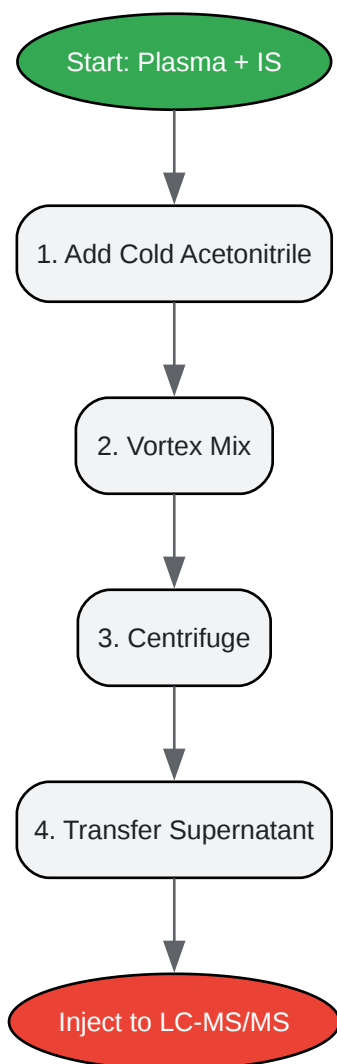 Start: Plasma + IS
1. Add Cold Acetonitrile
2. Vortex Mix
3. Centrifuge
4. Transfer Supernatant
Inject to LC-MS/MS